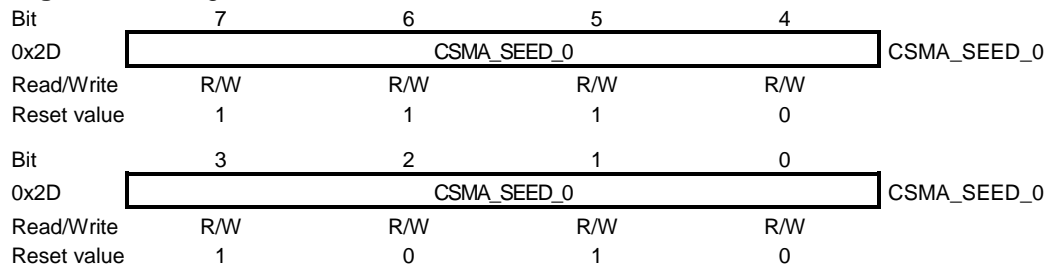 Bit 7 6 5 4
0x2D CSMA_SEED_0 CSMA_SEED_0
Read/Write R/W R/W R/W R/W
Reset value 1 1 1 0
Bit 3 2 1 0
0x2D CSMA_SEED_0 CSMA_SEED_0
Read/Write R/W R/W R/W R/W
Reset value 1 0 1 0